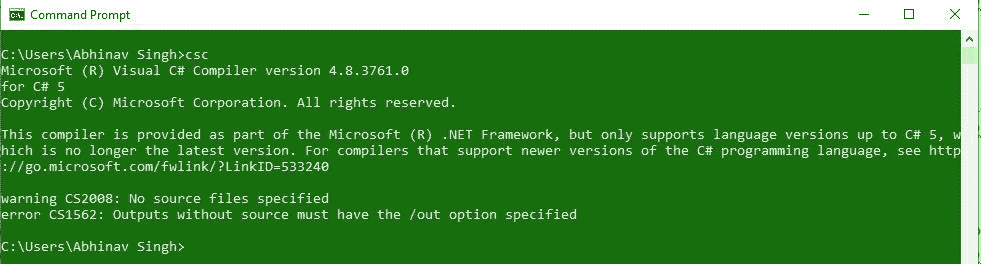 Command Prompt
C:\Users\Abhinav Singh>csc
Microsoft (R) Visual C# Compiler version 4.8.3761.0
for C# 5
Copyright (C) Microsoft Corporation. All rights reserved.
This compiler is provided as part of the Microsoft (R) .NET Framework, but only supports language versions up to C# 5, w
hich is no longer the latest version. For compilers that support newer versions of the C# programming language, see http
://go.microsoft.com/fwlink/?LinkID=533240
warning CS2008: No source files specified
error CS1562: Outputs without source must have the /out option specified
C:\Users\Abhinav Singh>